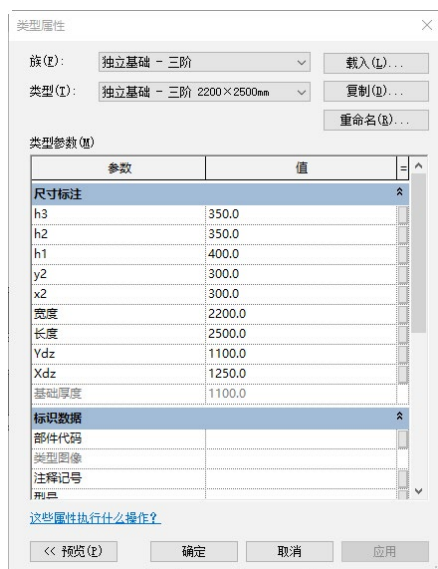 类型属性
族(F): 独立基础 - 三阶 载入(L)...
类型(T): 独立基础 - 三阶 2200×2500mm 复制(D)...
重命名(R)...
类型参数(M)
参数 值 =
尺寸标注
h3 350.0
h2 350.0
h1 400.0
y2 300.0
x2 300.0
宽度 2200.0
长度 2500.0
Ydz 1100.0
Xdz 1250.0
基础厚度 1100.0
标识数据
部件代码
类型图像
注释记号
型号
这些属性执行什么操作?
<< 预览(P) 确定 取消 应用